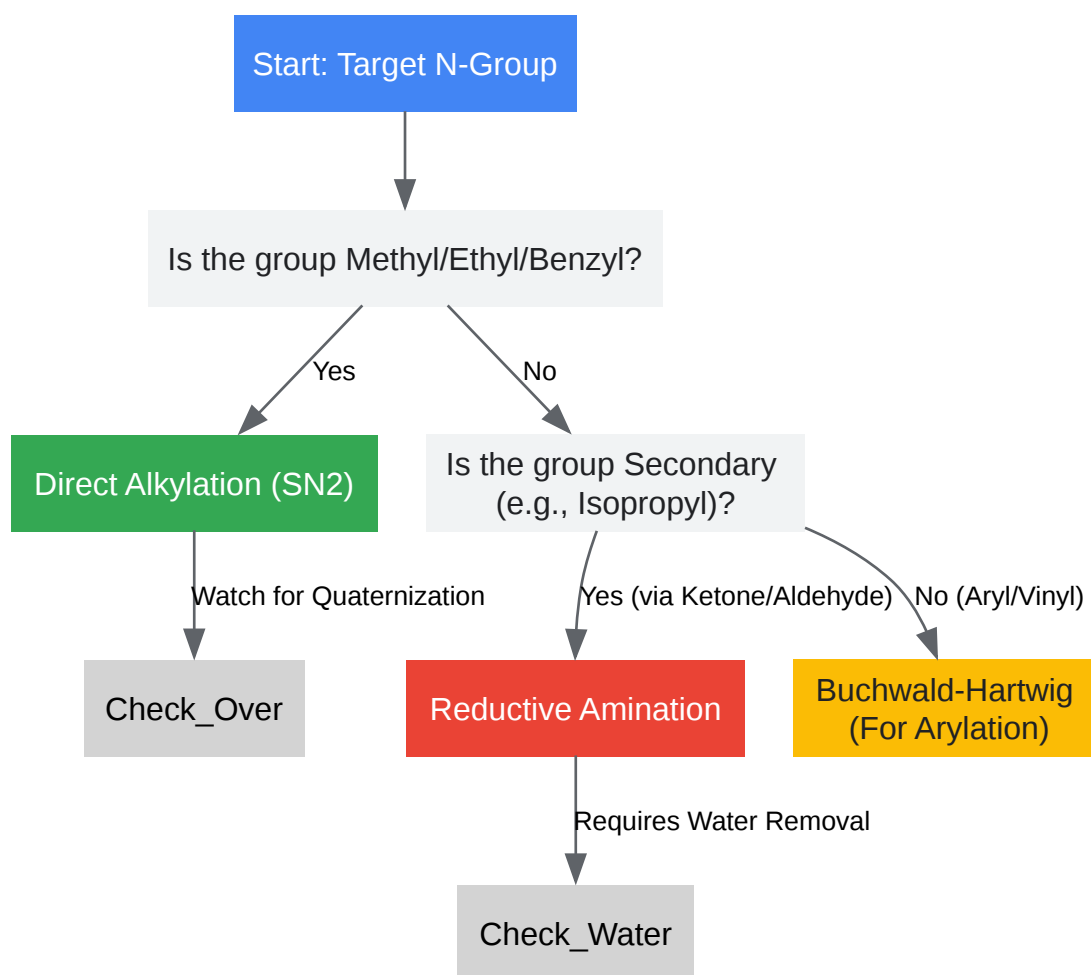 Start: Target N-Group
Is the group Methyl/Ethyl/Benzyl?
Yes
No
Direct Alkylation (SN2)
Is the group Secondary
(e.g., Isopropyl)?
Watch for Quaternization
Yes (via Ketone/Aldehyde)
No (Aryl/Vinyl)
Check_Over
Reductive Amination
Buchwald-Hartwig
(For Arylation)
Requires Water Removal
Check_Water